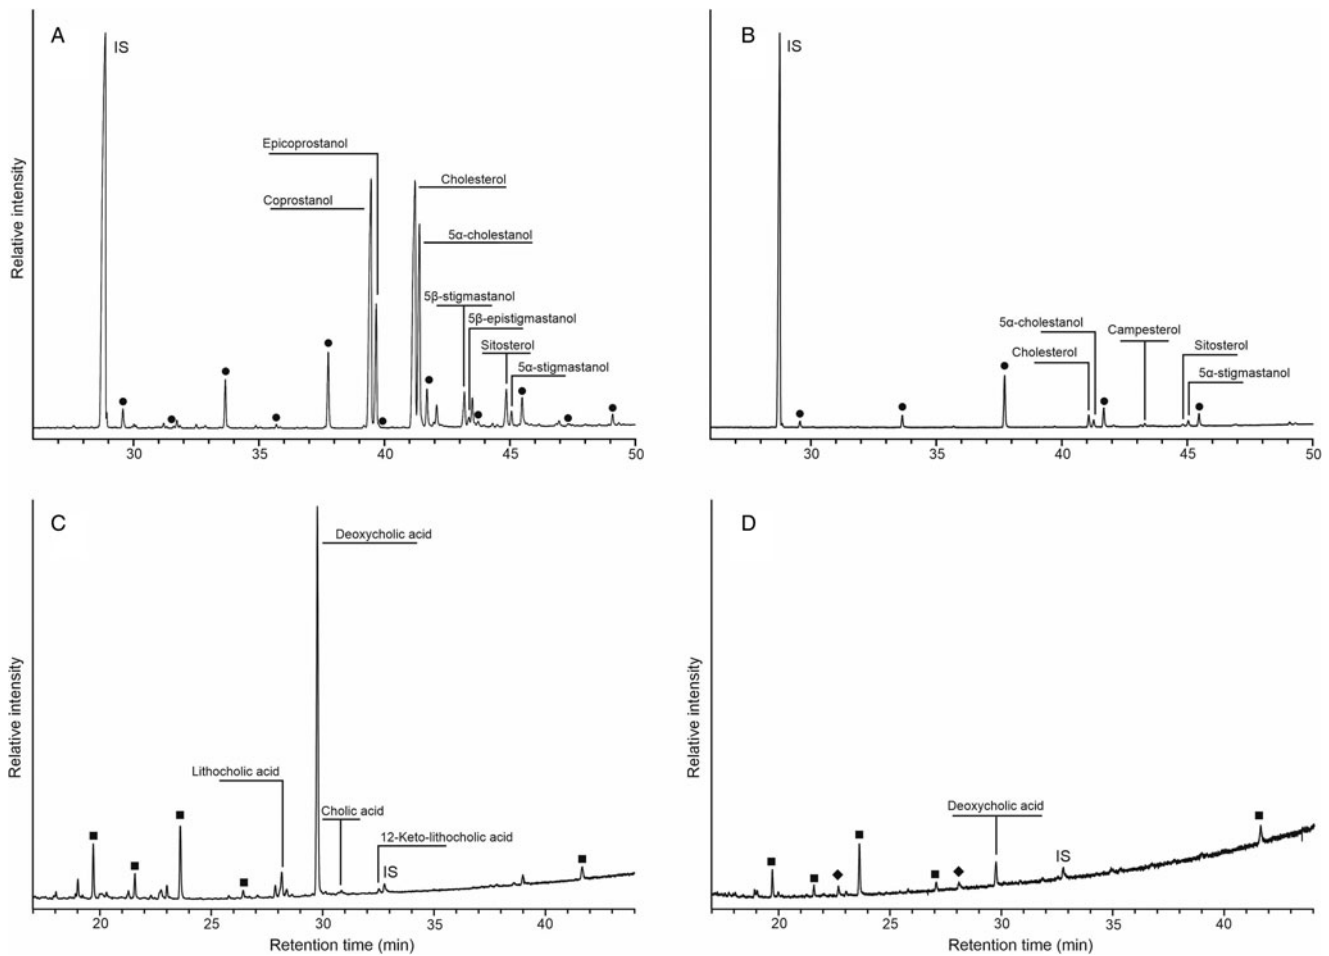 A
IS
Epicoprostanol
Coprostanol
Cholesterol
5α-cholestanol
5β-stigmastanol
5β-epistigmastanol
Sitosterol
5α-stigmastanol
Relative intensity
30 35 40 45 50
B
IS
5α-cholestanol
Cholesterol
Campesterol
Sitosterol
5α-stigmastanol
30 35 40 45 50
C
Deoxycholic acid
Lithocholic acid
Cholic acid
12-Keto-lithocholic acid
IS
Relative intensity
20 25 30 35 40
Retention time (min)
D
Deoxycholic acid
IS
Relative intensity
20 25 30 35 40
Retention time (min)